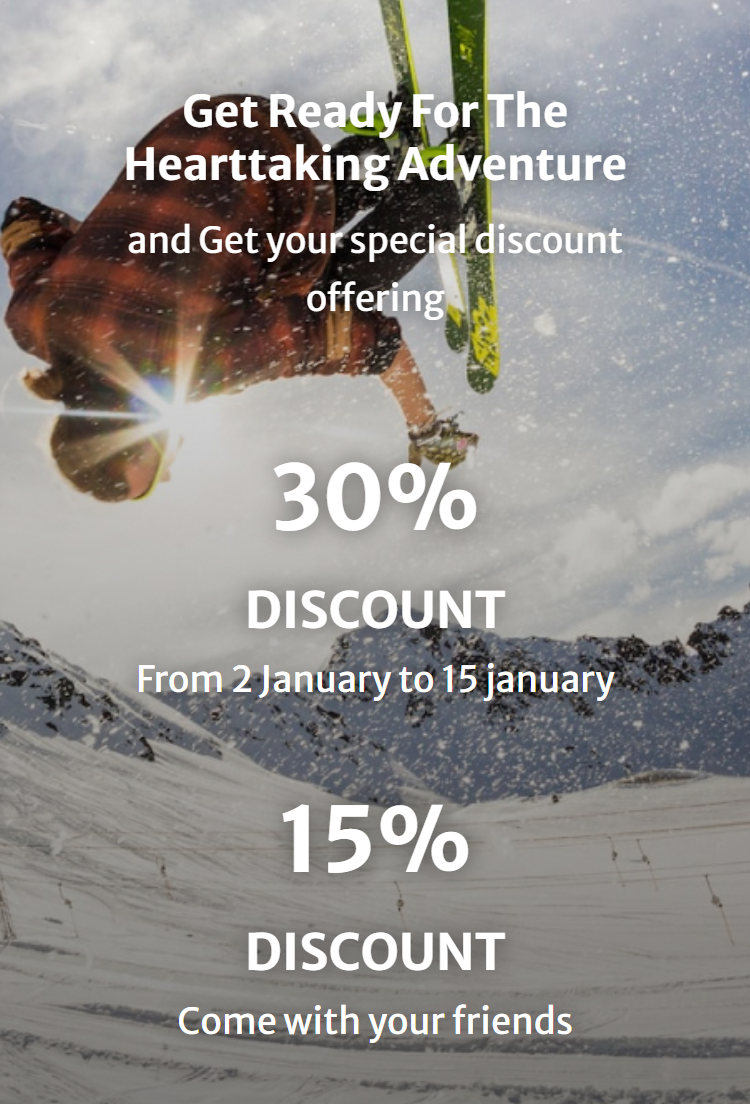 Get Ready For The
Hearttaking Adventure
and Get your special discount
offering
30%
DISCOUNT
From 2 January to 15 january
15%
DISCOUNT
Come with your friends